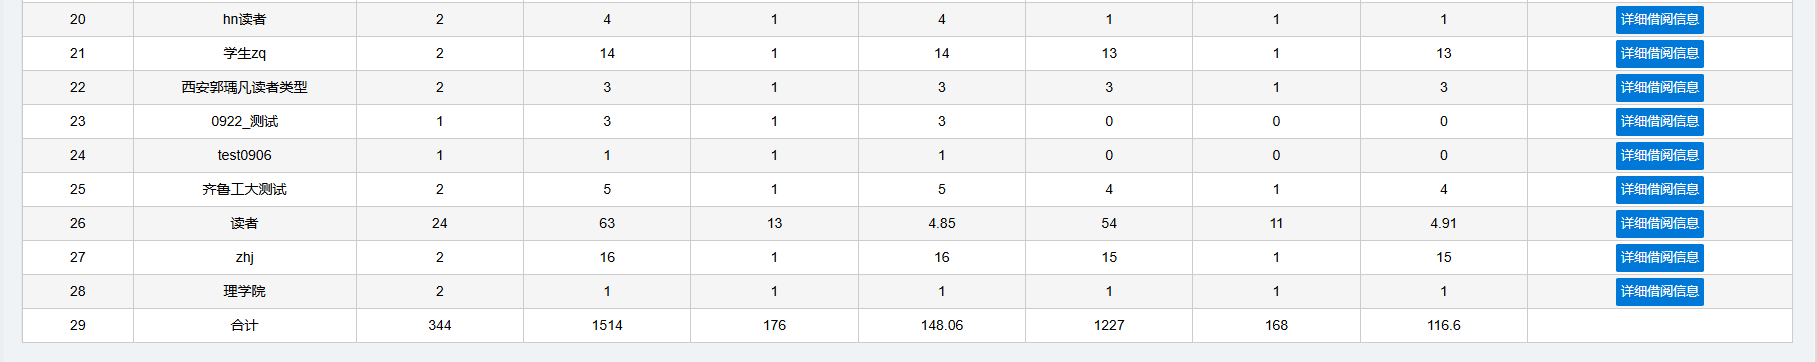 20 hn读者 2 4 1 4 1 1 1 详细借阅信息
21 学生zq 2 14 1 14 13 1 13 详细借阅信息
22 西安郭瑀凡读者类型 2 3 1 3 3 1 3 详细借阅信息
23 0922_测试 1 3 1 3 0 0 0 详细借阅信息
24 test0906 1 1 1 1 0 0 0 详细借阅信息
25 齐鲁工大测试 2 5 1 5 4 1 4 详细借阅信息
26 读者 24 63 13 4.85 54 11 4.91 详细借阅信息
27 zhj 2 16 1 16 15 1 15 详细借阅信息
28 理学院 2 1 1 1 1 1 1 详细借阅信息
29 合计 344 1514 176 148.06 1227 168 116.6